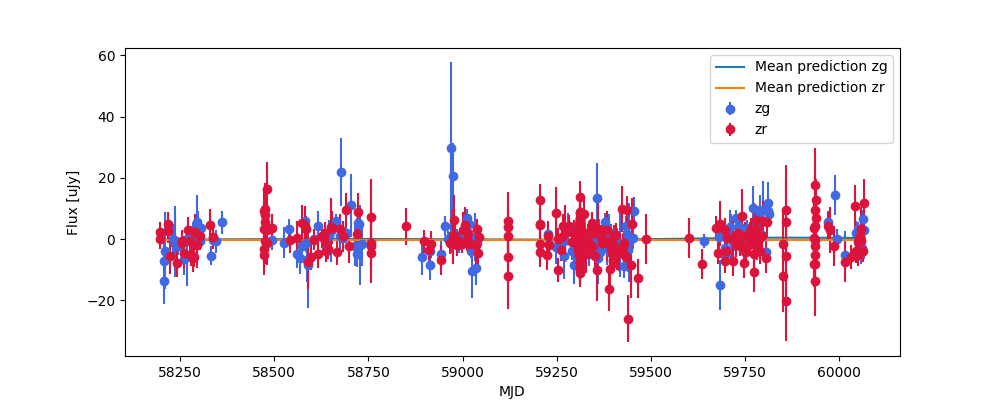 60
40
20
0
−20
Flux [uJy]
58250 58500 58750 59000 59250 59500 59750 60000
MJD
Mean prediction zg
Mean prediction zr
zg
zr